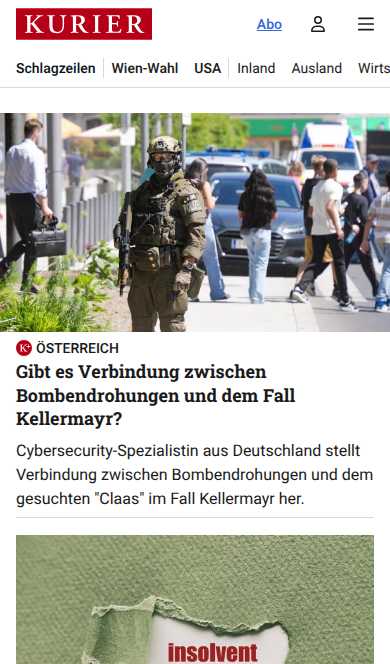 KURIER
Abo
Schlagzeilen Wien-Wahl USA Inland Ausland Wirts
K+ ÖSTERREICH
Gibt es Verbindung zwischen
Bombendrohungen und dem Fall
Kellermayr?
Cybersecurity-Spezialistin aus Deutschland stellt
Verbindung zwischen Bombendrohungen und dem
gesuchten "Claas" im Fall Kellermayr her.
insolvent